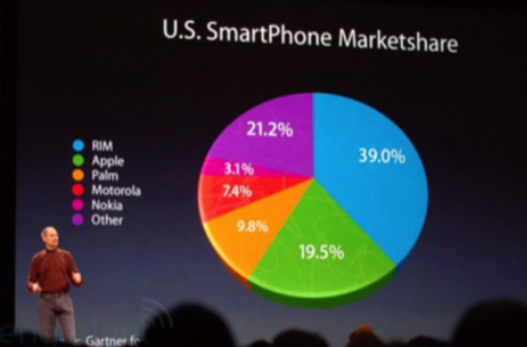 U.S. SmartPhone Marketshare
RIM
Apple
Palm
Motorola
Nokia
Other
21.2%
39.0%
3.1%
7.4%
9.8%
19.5%
Gartner